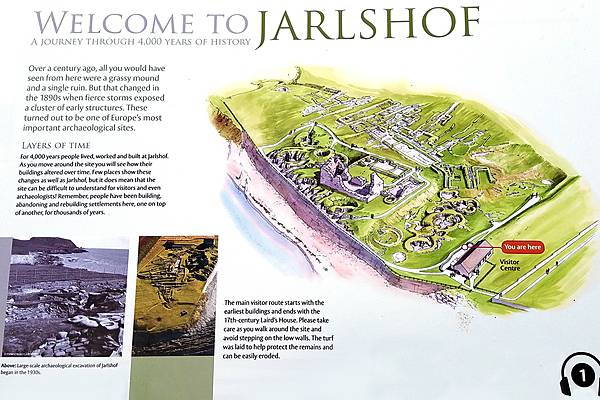 WELCOME TO JARLSHOF
A JOURNEY THROUGH 4,000 YEARS OF HISTORY
Over a century ago, all you would have
seen from here were a grassy mound
and a single ruin. But that changed in
the 1890s when fierce storms exposed
a cluster of early structures. These
turned out to be one of Europe's most
important archaeological sites.
LAYERS OF TIME
For 4,000 years people lived, worked and built at Jarlshof.
As you move around the site you will see how their
buildings altered over time. Few places show these
changes as well as Jarlshof, but it does mean that the
site can be difficult to understand for visitors and even
archaeologists! Remember, people have been building,
abandoning and rebuilding settlements here, one on top
of another, for thousands of years.
You are here
Visitor
Centre
The main visitor route starts with the
earliest buildings and ends with the
17th-century Laird's House. Please take
care as you walk around the site and
avoid stepping on the low walls. The turf
was laid to help protect the remains and
can be easily eroded.
Above: Large-scale archaeological excavation of Jarlshof
began in the 1930s.
1